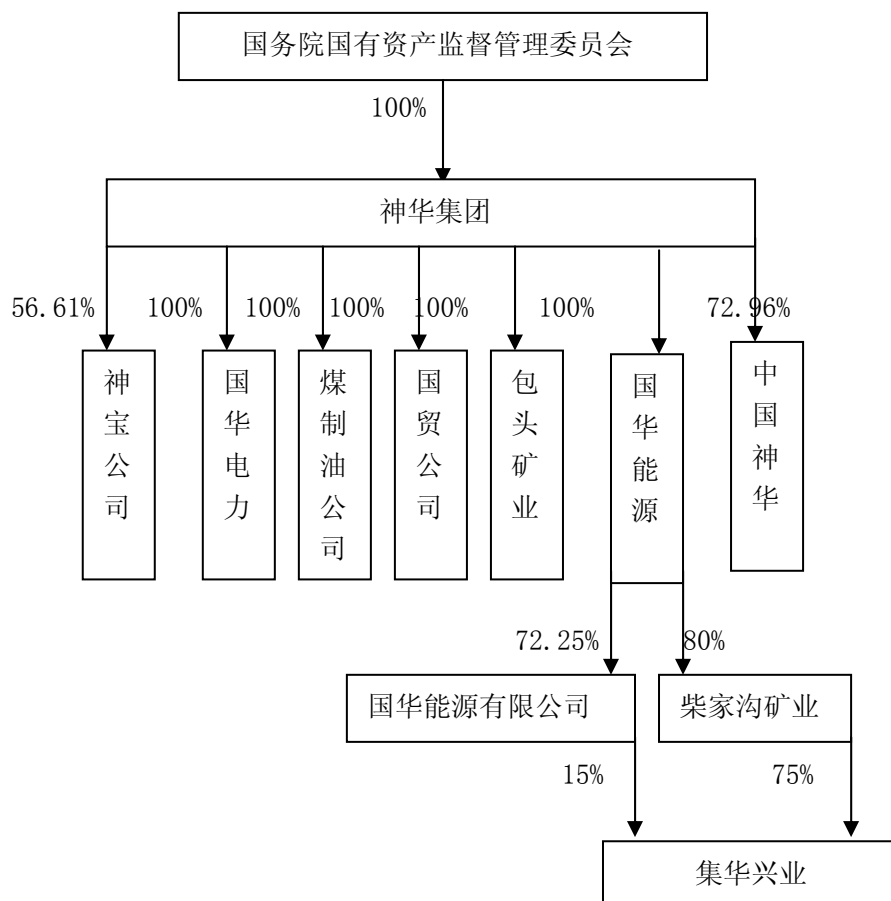 国务院国有资产监督管理委员会
100%
神华集团
56.61%
100%
100%
100%
100%
100%
72.96%
神宝公司
国华电力
煤制油公司
国贸公司
包头矿业
国华能源
中国神华
72.25%
80%
国华能源有限公司
柴家沟矿业
15%
75%
集华兴业